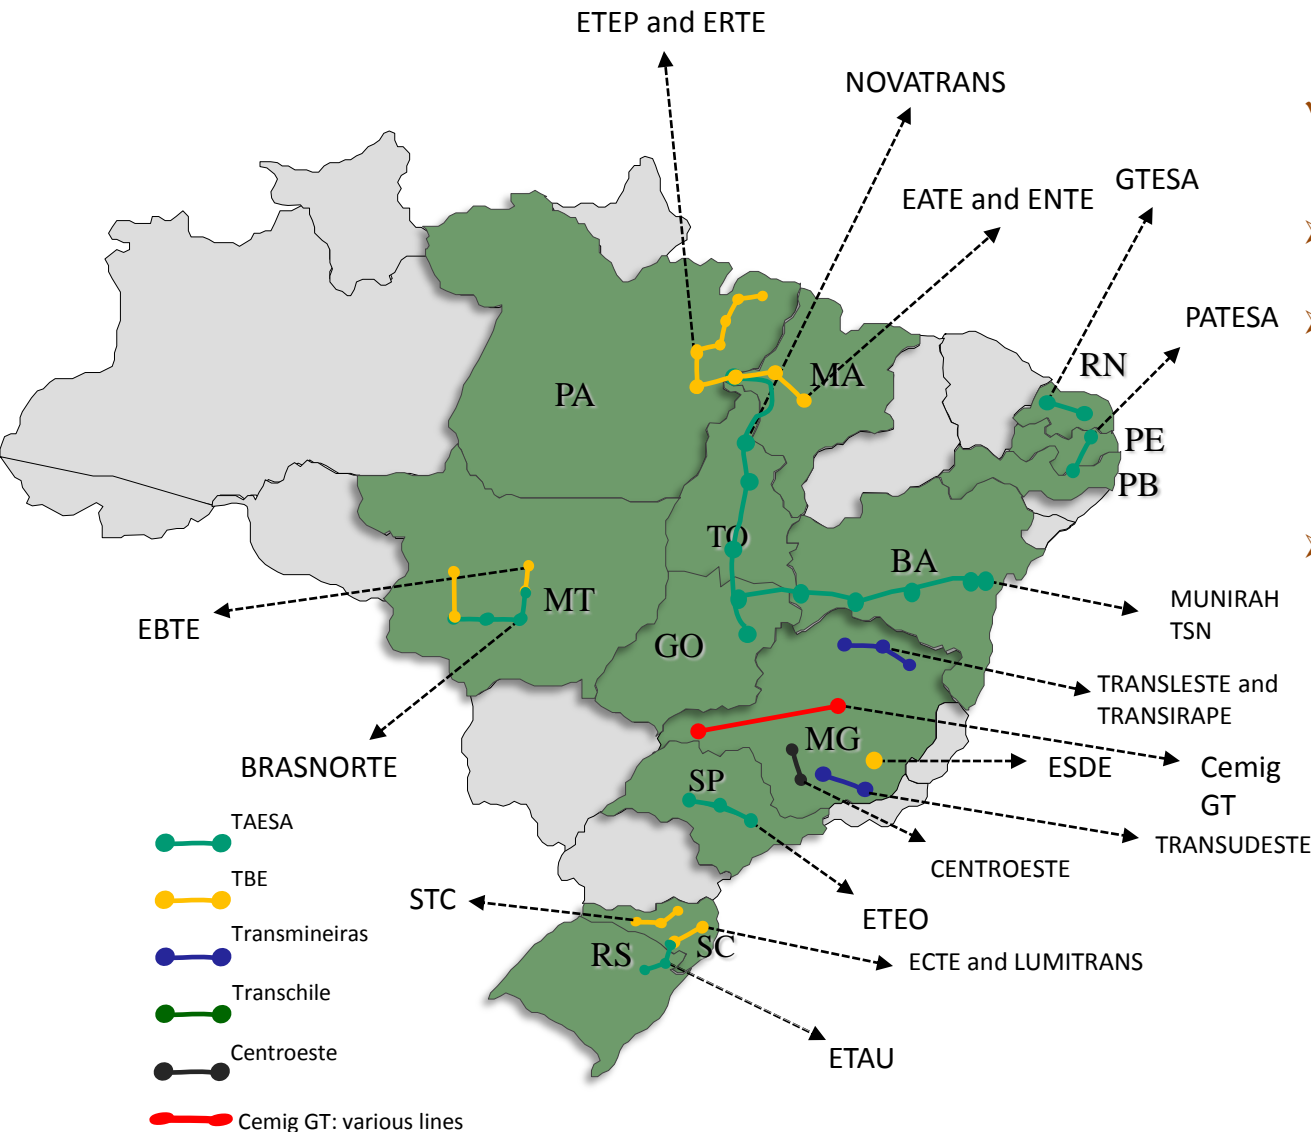 ETEP and ERTE
NOVATRANS
GTESA
EATE and ENTE
PATESA
RN
MA
PA
PE
PB
TO
BA
MT
MUNIRAH
TSN
EBTE
GO
TRANSLESTE and
TRANSIRAPE
MG
BRASNORTE
SP
ESDE
Cemig
GT
TAESA
TRANSUDESTE
CENTROESTE
TBE
STC
ETEO
Transmineiras
RS
SC
ECTE and LUMITRANS
Transchile
Centroeste
ETAU
Cemig GT: various lines